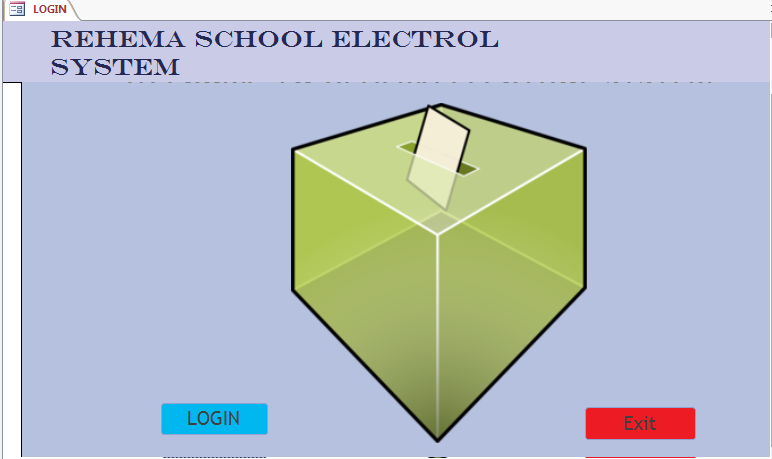 LOGIN
REHEMA SCHOOL ELECTROL
SYSTEM
LOGIN
Exit